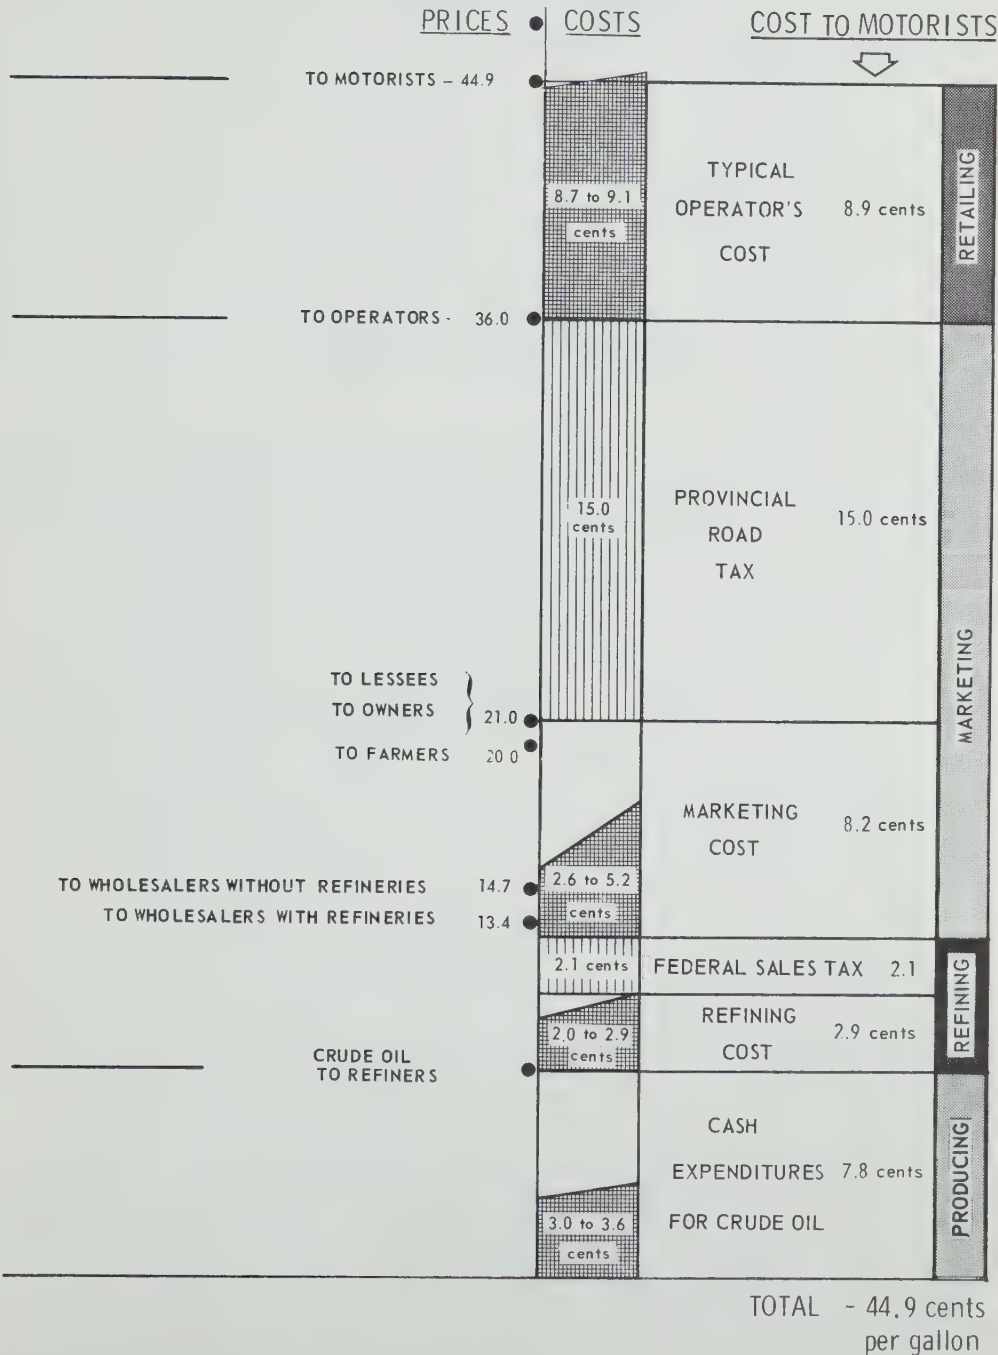 PRICES ● COSTS COST TO MOTORISTS
TO MOTORISTS – 44.9
8.7 to 9.1
cents
TYPICAL
OPERATOR'S 8.9 cents
COST
RETAILING
TO OPERATORS - 36.0
15.0
cents
PROVINCIAL
ROAD
TAX
15.0 cents
MARKETING
TO LESSEES
TO OWNERS } 21.0
TO FARMERS 20 0
MARKETING
COST
8.2 cents
TO WHOLESALERS WITHOUT REFINERIES 14.7
TO WHOLESALERS WITH REFINERIES 13.4
2.6 to 5.2
cents
2.1 cents FEDERAL SALES TAX 2.1
REFINING
2.0 to 2.9
cents
REFINING
COST
2.9 cents
CRUDE OIL
TO REFINERS
CASH
EXPENDITURES 7.8 cents
FOR CRUDE OIL
3.0 to 3.6
cents
PRODUCING
TOTAL - 44.9 cents
per gallon